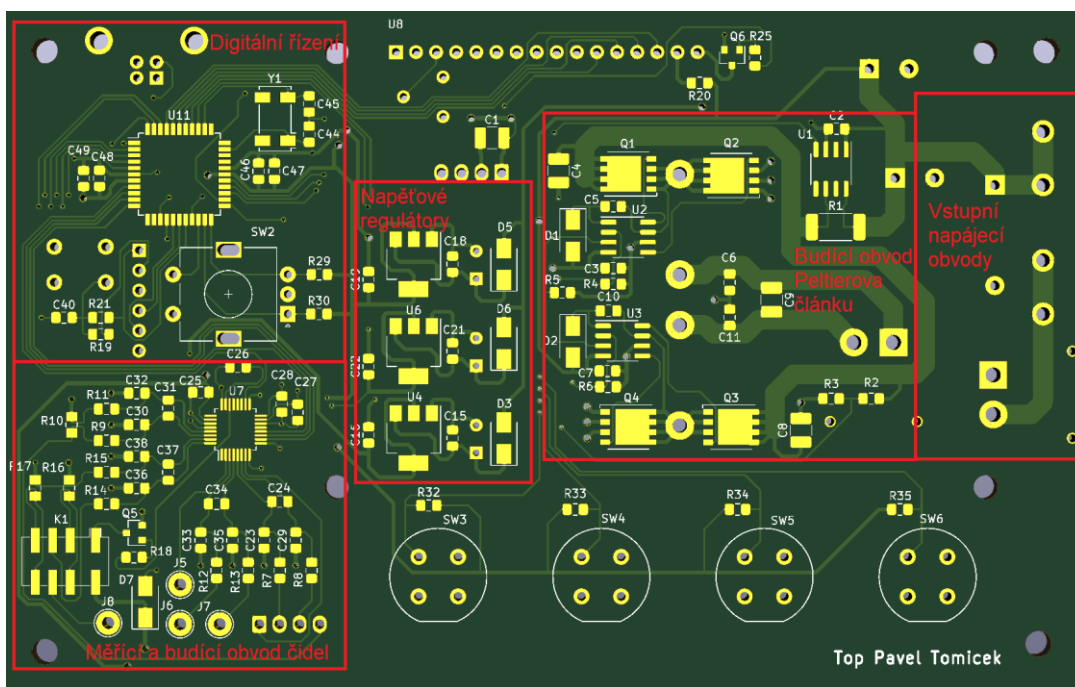 U8
Digitální řízení
Q6
R25
Y1
C45
R20
U11
C44
C1
C2
U1
Q1
Q2
C49
C48
C46
C47
C4
Napěťové
regulátory
C5
U2
R1
Vstupní
napájecí
obvody
SW2
C18
D5
D1
Budící obvod
Peltierova
článku
R29
C19
C3
R4
R5
C6
C9
C40
R21
R19
R30
U6
C21
D6
C10
U3
D2
C11
C26
C22
C7
R6
C32
C31
C25
U7
C28
C27
R11
C30
R10
R9
U4
C15
D3
Q4
Q3
R3
R2
C8
C16
C38
C37
R15
C36
R17
R16
R14
C34
C24
R32
R33
R34
R35
K1
Q5
SW3
SW4
SW5
SW6
R18
C33
C35
C23
C29
D7
J5
R12
R13
R7
R8
J8
J6
J7
Měřící a budící obvod čidel
Top Pavel Tomicek